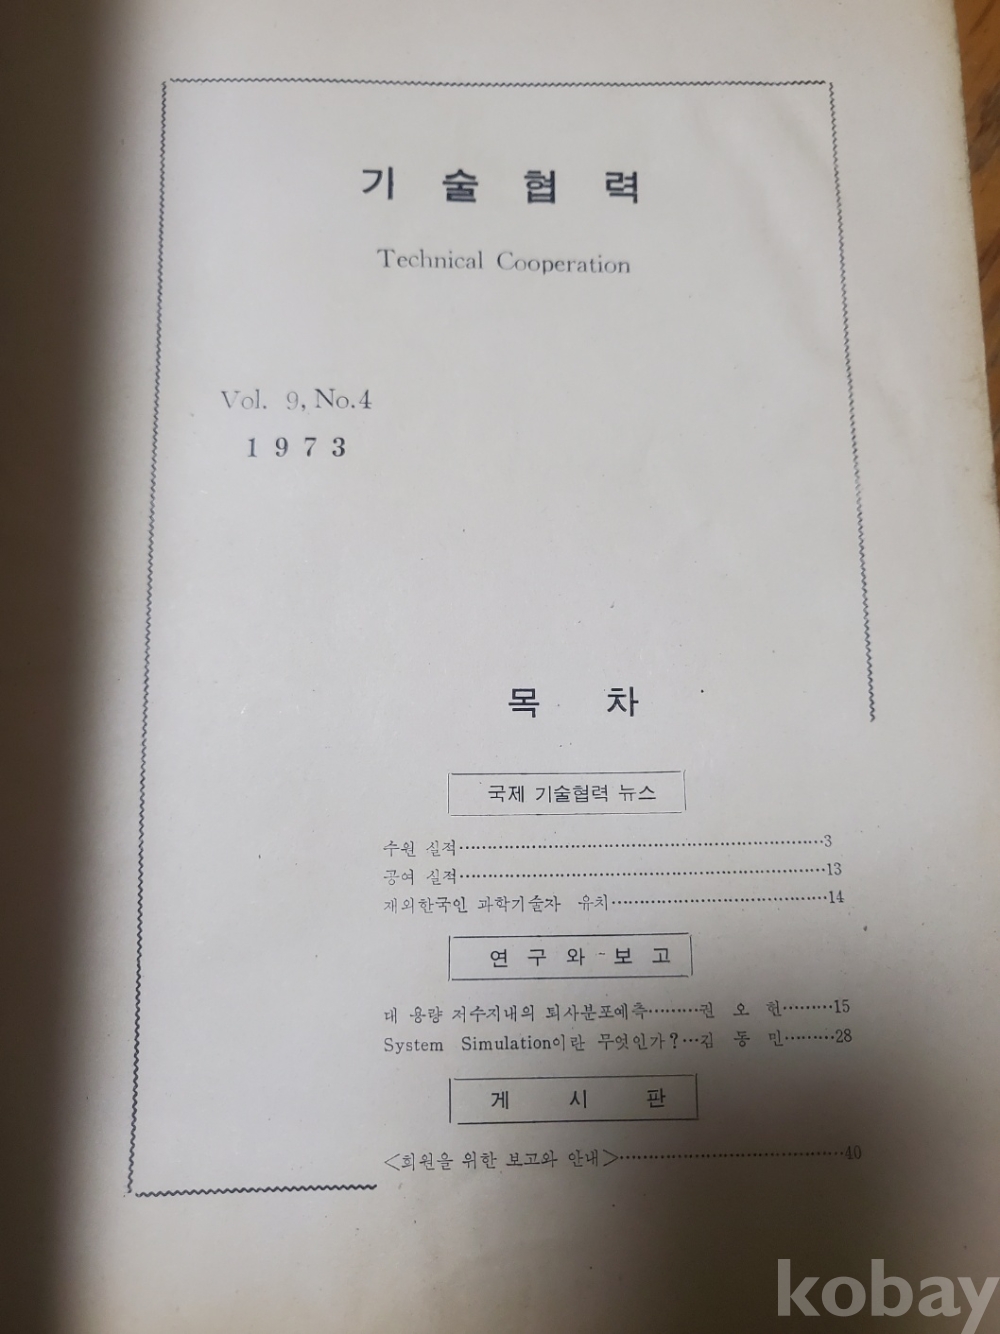 기 술 협 력
Technical Cooperation
Vol. 9, No.4
1 9 7 3
목 차
국제 기술협력 뉴스
수원 실적………………………………………………………3
공여 실적………………………………………………………13
재외한국인 과학기술자 유치…………………………………14
연 구 와 보 고
대 용량 저수지내의 퇴사분포예측………권 오 헌………15
System Simulation이란 무엇인가?…김 동 민………28
게 시 판
<회원을 위한 보고와 안내>…………………………………40
kobay